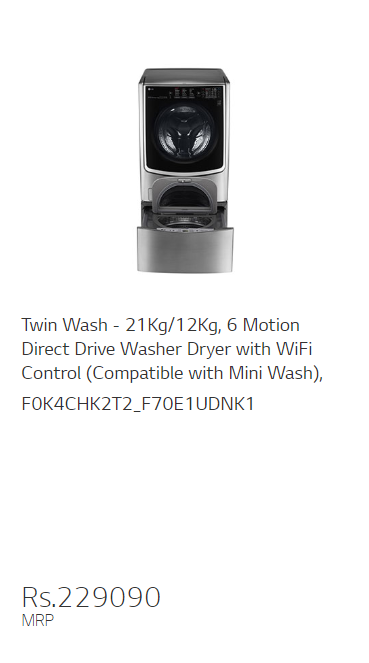 Twin Wash - 21Kg/12Kg, 6 Motion
Direct Drive Washer Dryer with WiFi
Control (Compatible with Mini Wash),
F0K4CHK2T2_F70E1UDNK1
Rs.229090
MRP